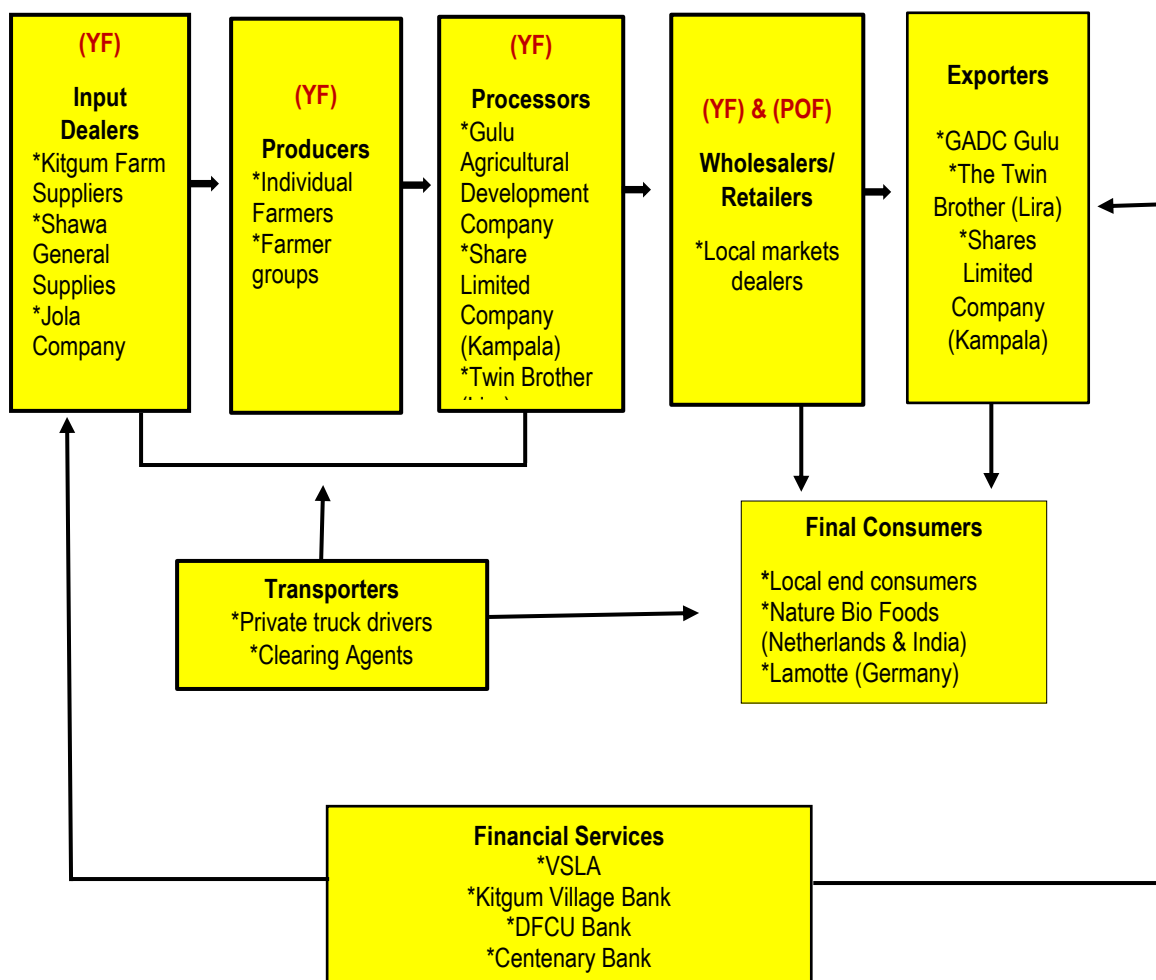 (YF)
Input
Dealers
*Kitgum Farm
Suppliers
*Shawa
General
Supplies
*Jola
Company
(YF)
Producers
*Individual
Farmers
*Farmer
groups
(YF)
Processors
*Gulu
Agricultural
Development
Company
*Share
Limited
Company
(Kampala)
*Twin Brother
(YF) & (POF)
Wholesalers/
Retailers
*Local markets
dealers
Exporters
*GADC Gulu
*The Twin
Brother (Lira)
*Shares
Limited
Company
(Kampala)
Transporters
*Private truck drivers
*Clearing Agents
Final Consumers
*Local end consumers
*Nature Bio Foods
(Netherlands & India)
*Lamotte (Germany)
Financial Services
*VSLA
*Kitgum Village Bank
*DFCU Bank
*Centenary Bank